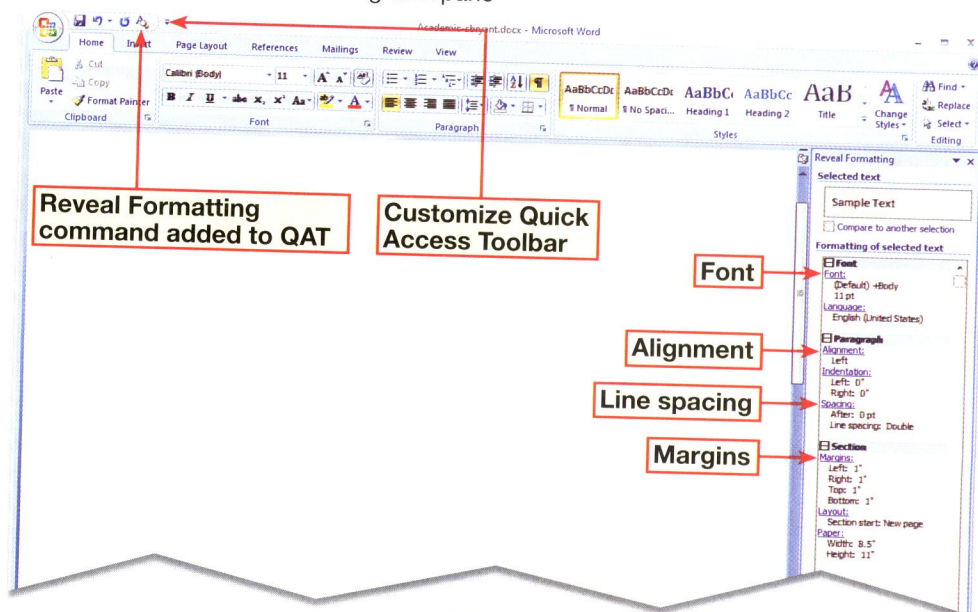 Academic-sbryant.docx - Microsoft Word
Home Insert Page Layout References Mailings Review View
Paste
Cut
Copy
Format Painter
Clipboard
Calibri (Body) 11 A A
B I U abc x, x² Aa A
Font
Paragraph
AaBbCcDc AaBbCcDc AaBbC AaBbCc AaB
¶ Normal ¶ No Spaci... Heading 1 Heading 2 Title
Change
Styles
Styles
Find
Replace
Select
Editing
Reveal Formatting
command added to QAT
Customize Quick
Access Toolbar
Font
Alignment
Line spacing
Margins
Reveal Formatting
Selected text
Sample Text
Compare to another selection
Formatting of selected text
Font
Font:
(Default) +Body
11 pt
Language:
English (United States)
Paragraph
Alignment:
Left
Indentation:
Left: 0"
Right: 0"
Spacing:
After: 0 pt
Line spacing: Double
Section
Margins:
Left: 1"
Right: 1"
Top: 1"
Bottom: 1"
Layout:
Section start: New page
Paper:
Width: 8.5"
Height: 11"